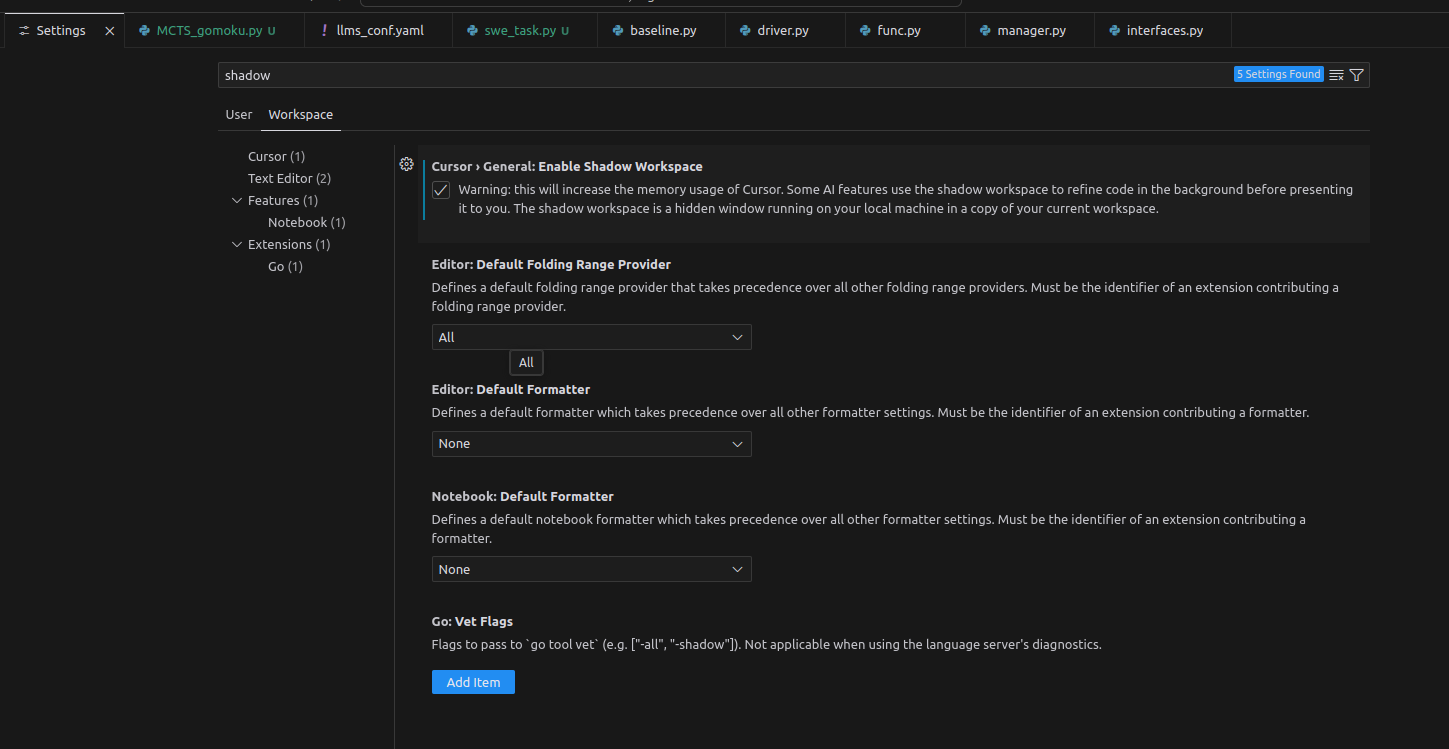 Settings
MCTS_gomoku.py U
! llms_conf.yaml
swe_task.py U
baseline.py
driver.py
func.py
manager.py
interfaces.py
shadow
5 Settings Found
User
Workspace
Cursor (1)
Text Editor (2)
Features (1)
Notebook (1)
Extensions (1)
Go (1)
Cursor › General: Enable Shadow Workspace
Warning: this will increase the memory usage of Cursor. Some AI features use the shadow workspace to refine code in the background before presenting
it to you. The shadow workspace is a hidden window running on your local machine in a copy of your current workspace.
Editor: Default Folding Range Provider
Defines a default folding range provider that takes precedence over all other folding range providers. Must be the identifier of an extension contributing a
folding range provider.
All
All
Editor: Default Formatter
Defines a default formatter which takes precedence over all other formatter settings. Must be the identifier of an extension contributing a formatter.
None
Notebook: Default Formatter
Defines a default notebook formatter which takes precedence over all other formatter settings. Must be the identifier of an extension contributing a
formatter.
None
Go: Vet Flags
Flags to pass to `go tool vet` (e.g. ["-all", "-shadow"]). Not applicable when using the language server's diagnostics.
Add Item